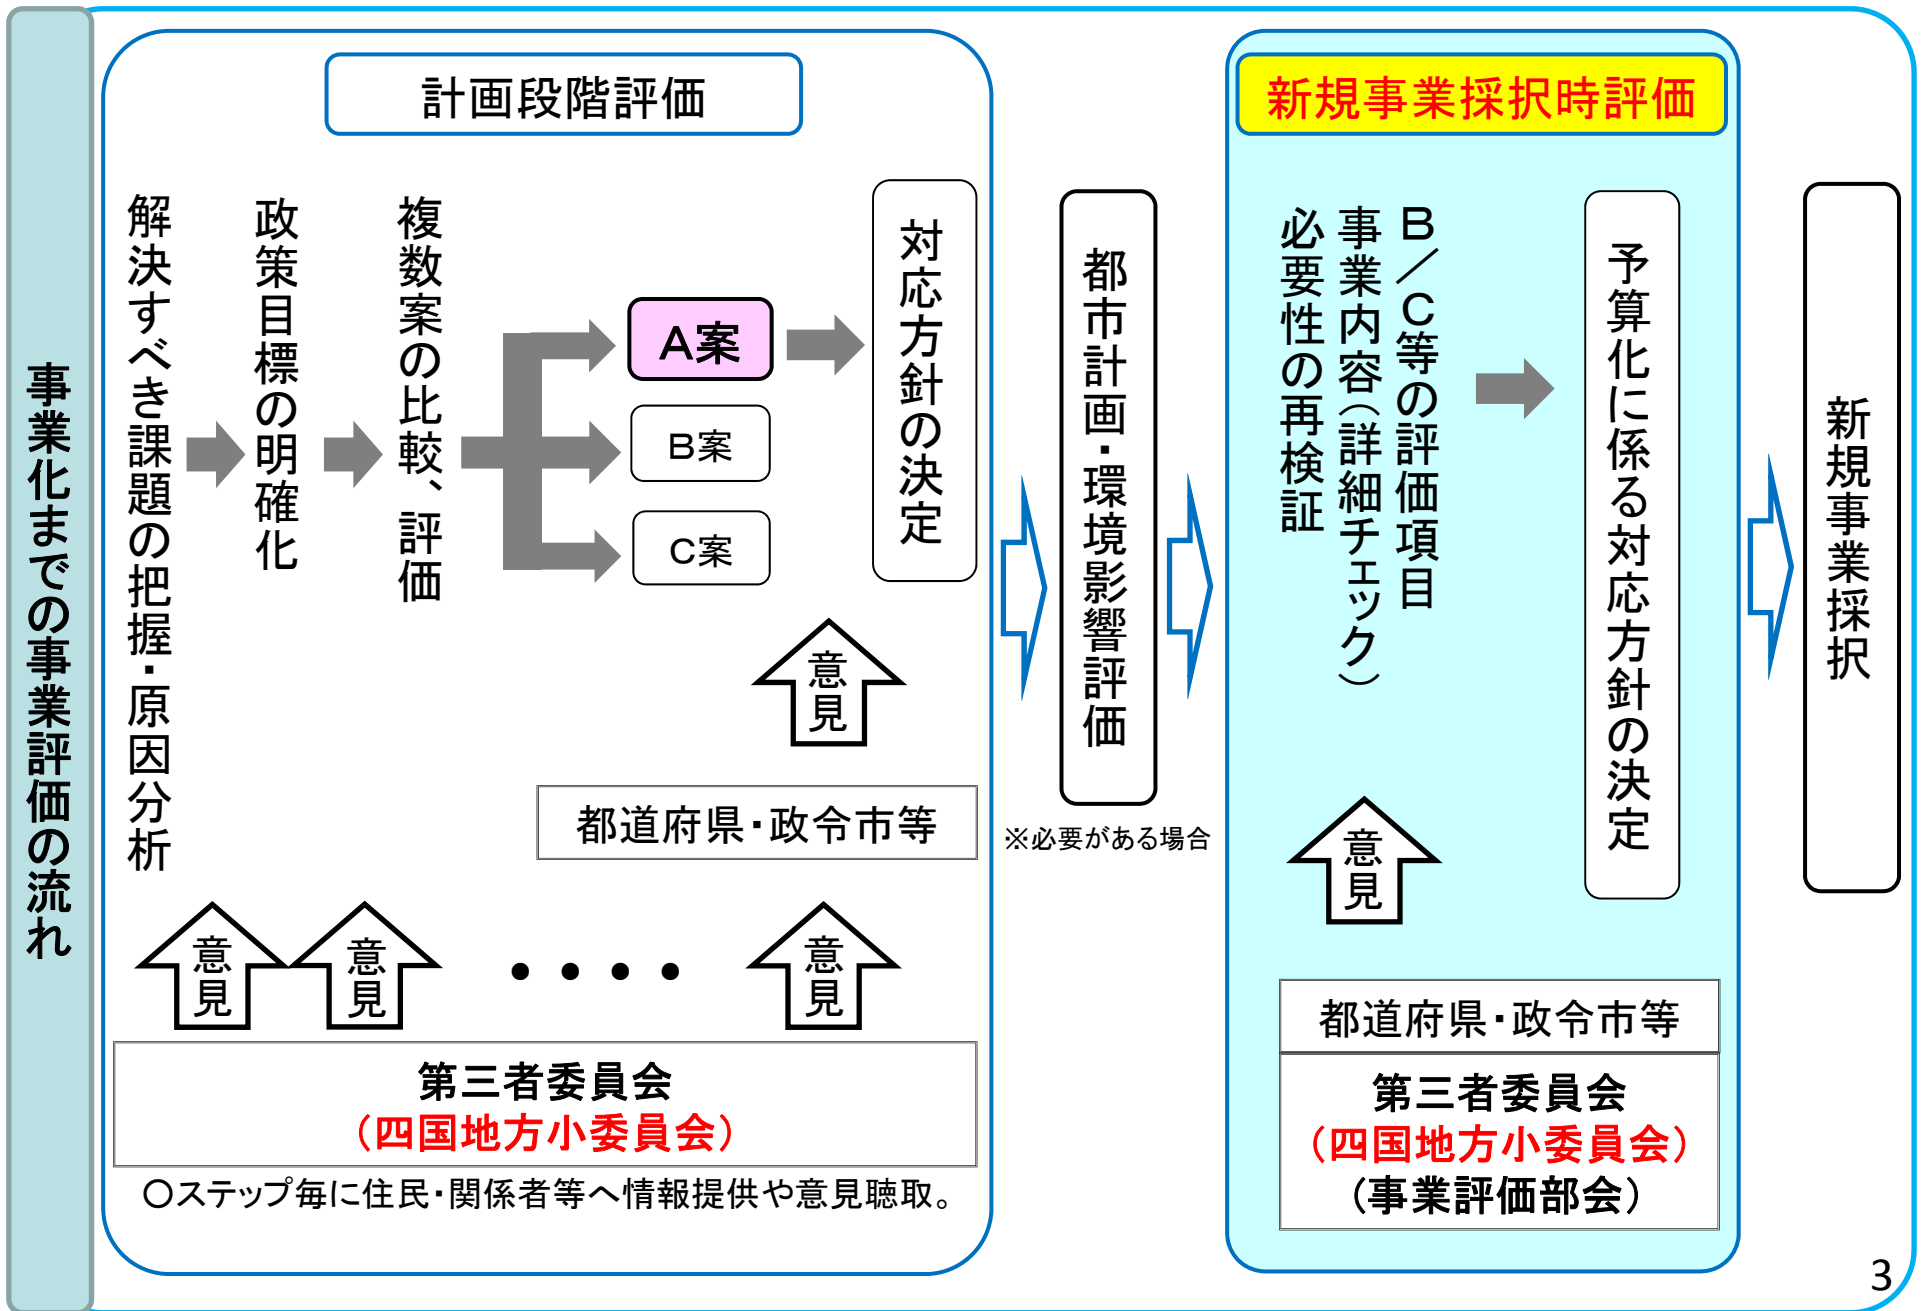 事業化までの事業評価の流れ
計画段階評価
解決すべき課題の把握・原因分析
政策目標の明確化
複数案の比較、評価
A案
B案
C案
対応方針の決定
意見
都道府県・政令市等
意見
意見
・・・・
意見
第三者委員会
（四国地方小委員会）
○ステップ毎に住民・関係者等へ情報提供や意見聴取。
都市計画・環境影響評価
※必要がある場合
新規事業採択時評価
B／C等の評価項目
事業内容（詳細チェック）
必要性の再検証
予算化に係る対応方針の決定
意見
都道府県・政令市等
第三者委員会
（四国地方小委員会）
（事業評価部会）
新規事業採択
3